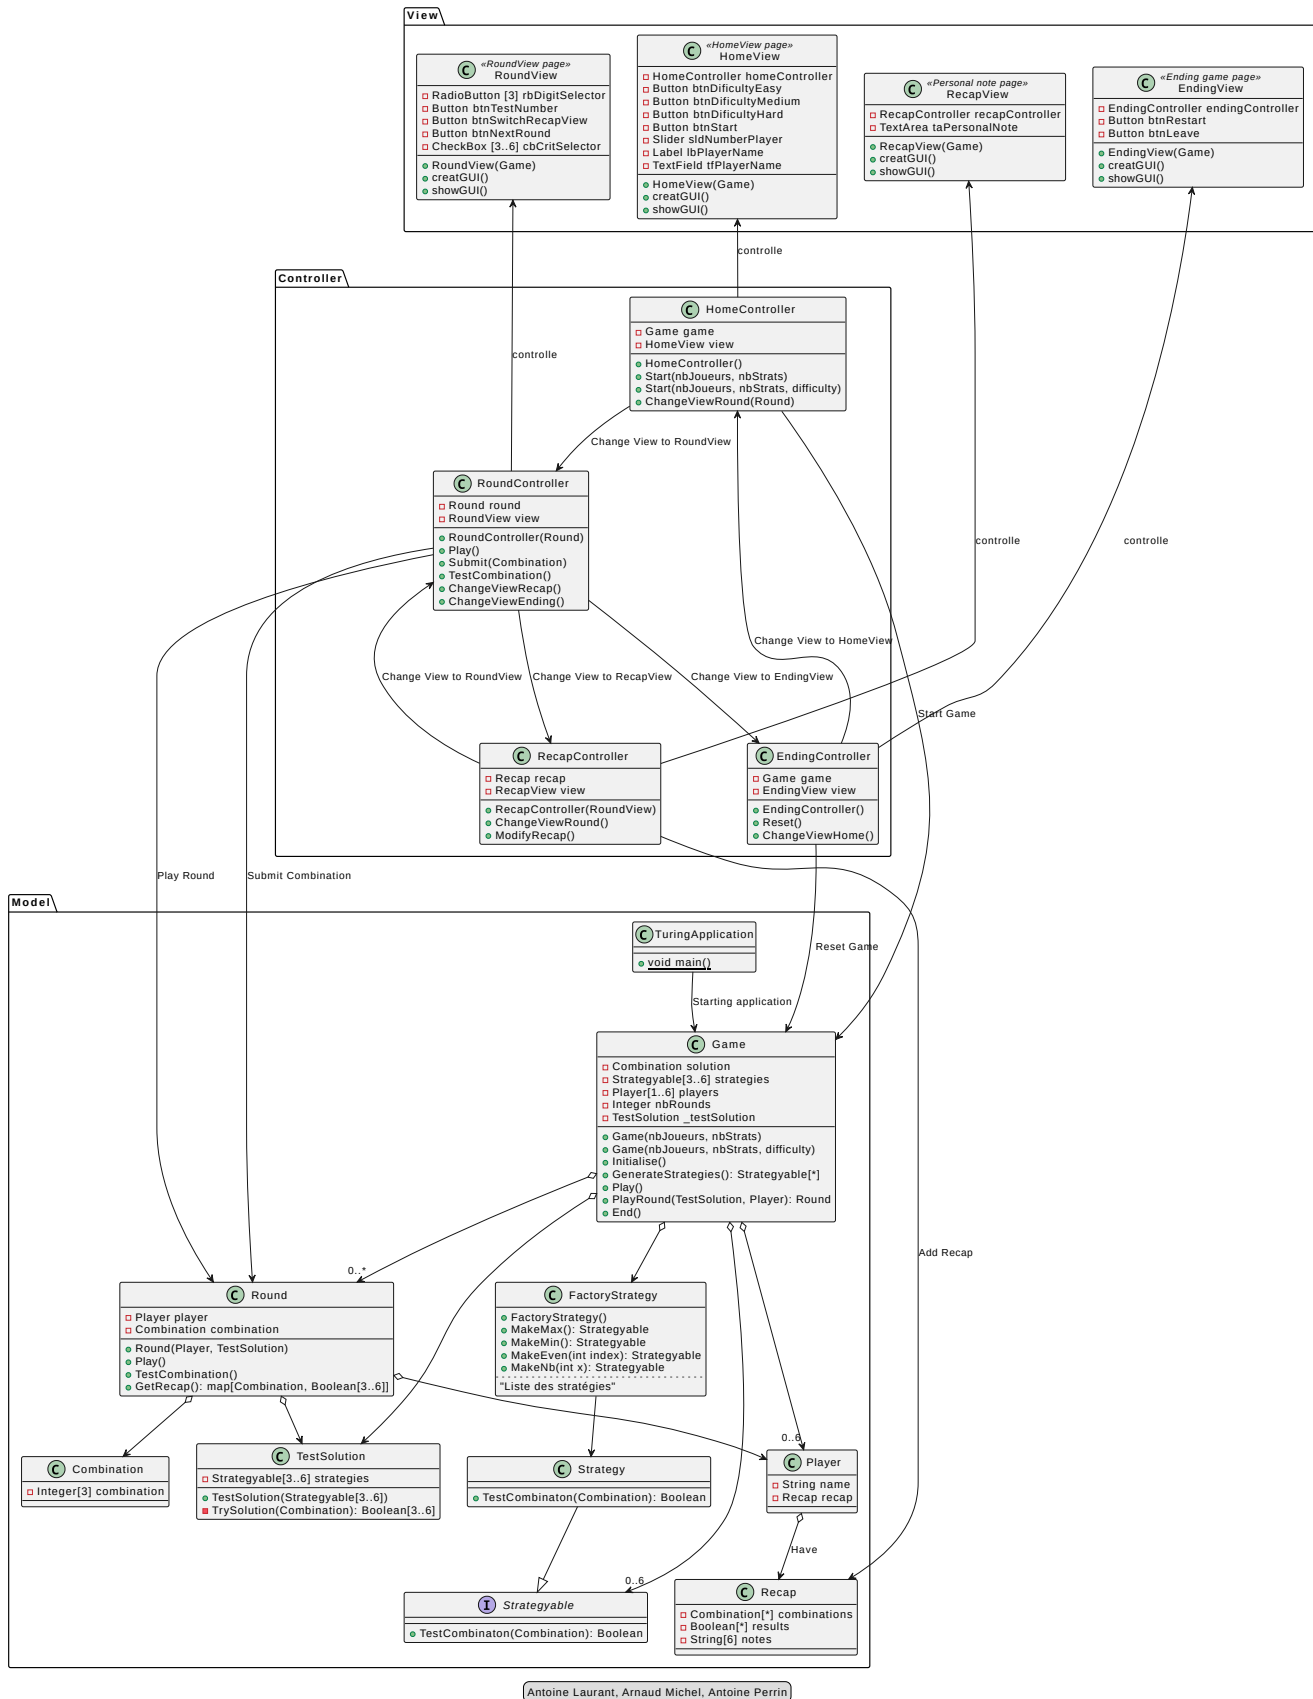 View
«RoundView page»
RoundView
RadioButton [3] rbDigitSelector
Button btnTestNumber
Button btnSwitchRecapView
Button btnNextRound
CheckBox [3..6] cbCritSelector
RoundView(Game)
creatGUI()
showGUI()
«HomeView page»
HomeView
HomeController homeController
Button btnDificultyEasy
Button btnDificultyMedium
Button btnDificultyHard
Button btnStart
Slider sldNumberPlayer
Label lbPlayerName
TextField tfPlayerName
HomeView(Game)
creatGUI()
showGUI()
«Personal note page»
RecapView
RecapController recapController
TextArea taPersonalNote
RecapView(Game)
creatGUI()
showGUI()
«Ending game page»
EndingView
EndingController endingController
Button btnRestart
Button btnLeave
EndingView(Game)
creatGUI()
showGUI()
controlle
Controller
HomeController
Game game
HomeView view
HomeController()
Start(nbJoueurs, nbStrats)
Start(nbJoueurs, nbStrats, difficulty)
ChangeViewRound(Round)
controlle
Change View to RoundView
RoundController
Round round
RoundView view
RoundController(Round)
Play()
Submit(Combination)
TestCombination()
ChangeViewRecap()
ChangeViewEnding()
controlle
controlle
Change View to HomeView
Change View to RoundView
Change View to RecapView
Change View to EndingView
Start Game
RecapController
Recap recap
RecapView view
RecapController(RoundView)
ChangeViewRound()
ModifyRecap()
EndingController
Game game
EndingView view
EndingController()
Reset()
ChangeViewHome()
Play Round
Submit Combination
Model
TuringApplication
void main()
Reset Game
Starting application
Game
Combination solution
Strategyable[3..6] strategies
Player[1..6] players
Integer nbRounds
TestSolution _testSolution
Game(nbJoueurs, nbStrats)
Game(nbJoueurs, nbStrats, difficulty)
Initialise()
GenerateStrategies(): Strategyable[*]
Play()
PlayRound(TestSolution, Player): Round
End()
Add Recap
0..*
Round
Player player
Combination combination
Round(Player, TestSolution)
Play()
TestCombination()
GetRecap(): map[Combination, Boolean[3..6]]
FactoryStrategy
FactoryStrategy()
MakeMax(): Strategyable
MakeMin(): Strategyable
MakeEven(int index): Strategyable
MakeNb(int x): Strategyable
"Liste des stratégies"
0..6
Combination
Integer[3] combination
TestSolution
Strategyable[3..6] strategies
TestSolution(Strategyable[3..6])
TrySolution(Combination): Boolean[3..6]
Strategy
TestCombinaton(Combination): Boolean
Player
String name
Recap recap
Have
0..6
Strategyable
TestCombinaton(Combination): Boolean
Recap
Combination[*] combinations
Boolean[*] results
String[6] notes
Antoine Laurant, Arnaud Michel, Antoine Perrin